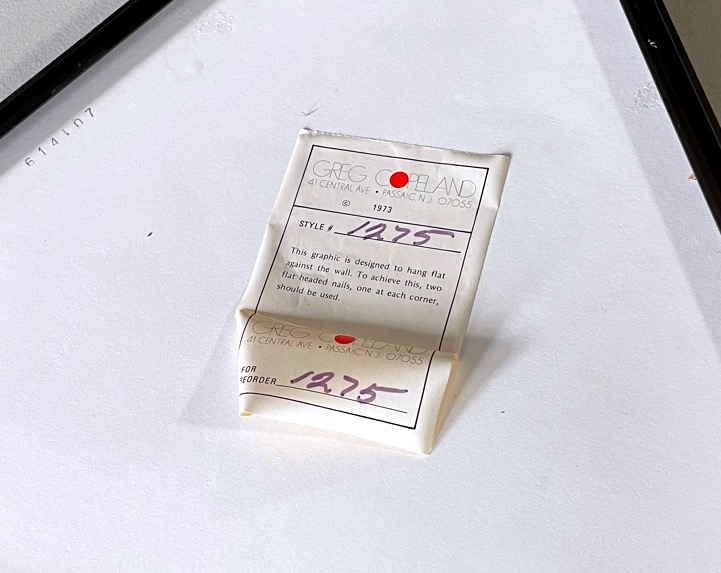 614107
GREG COPELAND
41 CENTRAL AVE • PASSAIC, N.J. 07055
© 1973
STYLE # 1275
This graphic is designed to hang flat
against the wall. To achieve this, two
flat headed nails, one at each corner,
should be used.
GREG COPELAND
41 CENTRAL AVE • PASSAIC, N.J. 07055
FOR
REORDER 1275